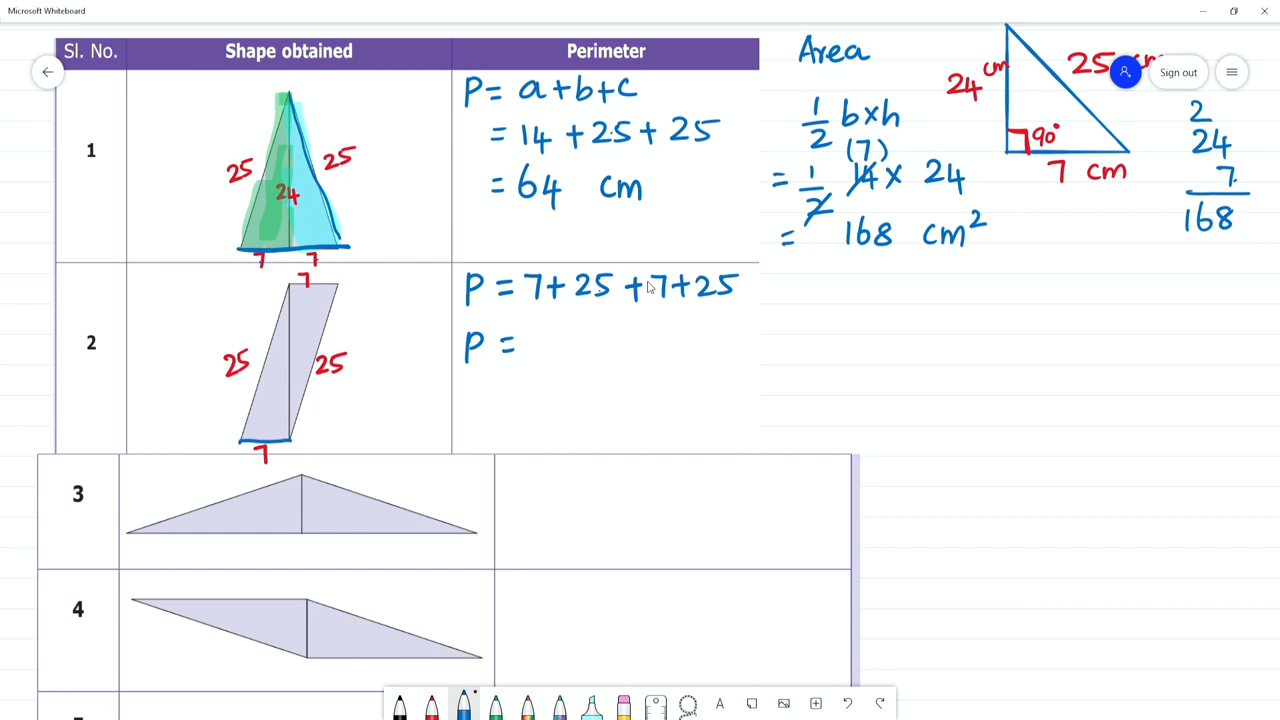 Microsoft Whiteboard
Sl. No. Shape obtained Perimeter
1
25 25
24
7 7
P = a+b+c
= 14 + 25 + 25
= 64 cm
2
7
25 25
7
P = 7+ 25 +7+25
P =
3
4
Area
1/2 b×h
(7)
= 1/2 14 × 24
= 168 cm²
24 cm
25 cm
90°
7 cm
Sign out
2
24
7
168
A